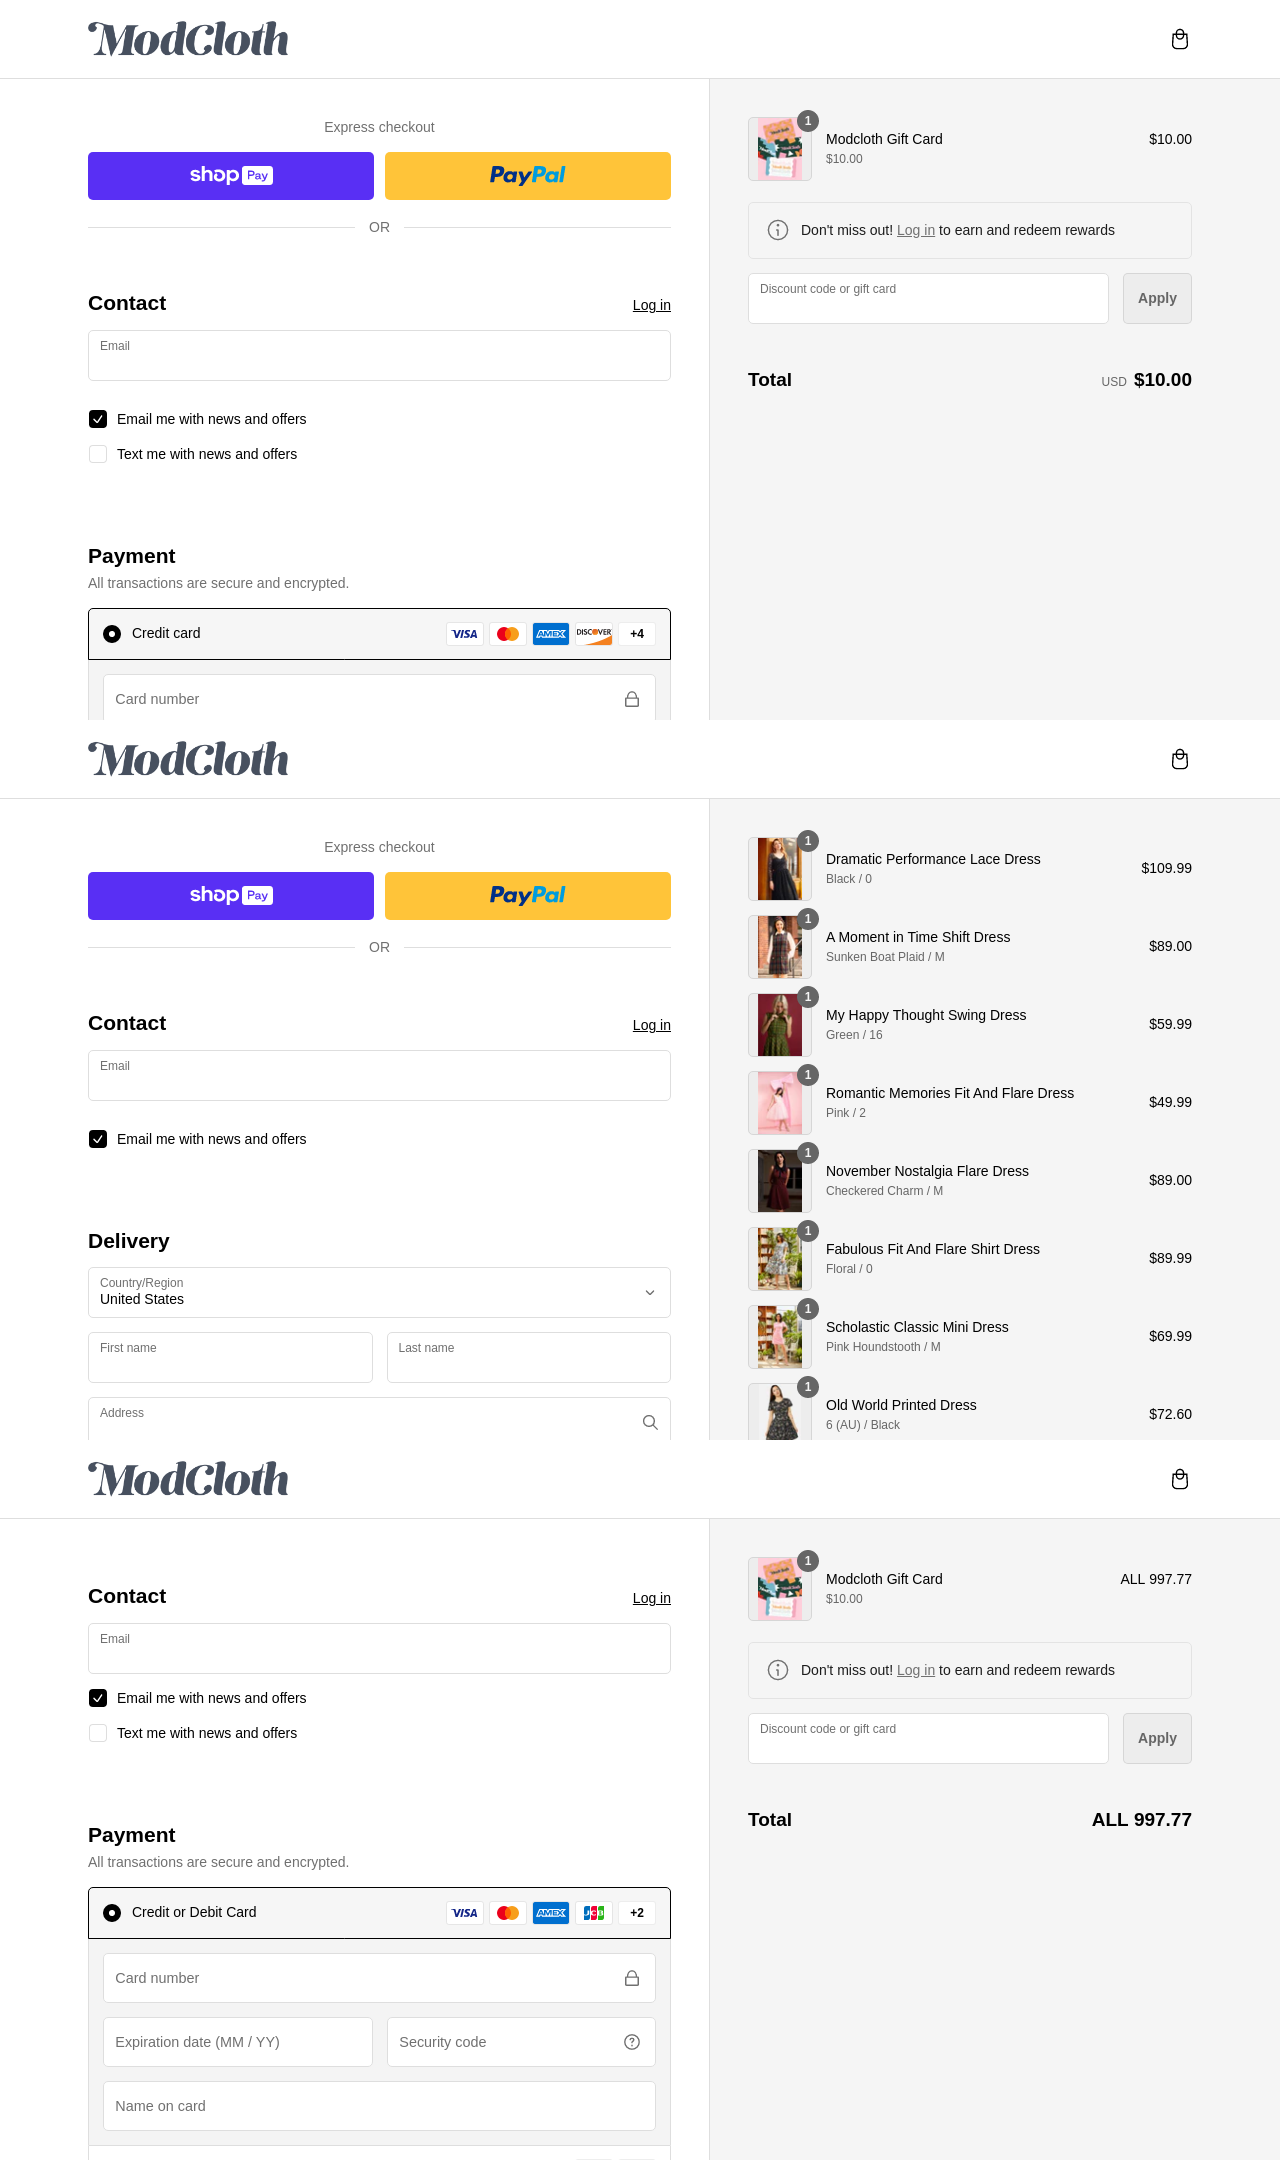 ModCloth
Express checkout
shop Pay
PayPal
OR
Contact
Log in
Email
Email me with news and offers
Text me with news and offers
Payment
All transactions are secure and encrypted.
Credit card
VISA
AMEX
DISCOVER
+4
Card number
1
Modcloth Gift Card
$10.00
$10.00
Don't miss out! Log in to earn and redeem rewards
Discount code or gift card
Apply
Total
USD $10.00
ModCloth
Express checkout
shop Pay
PayPal
OR
Contact
Log in
Email
Email me with news and offers
Delivery
Country/Region
United States
First name
Last name
Address
1
Dramatic Performance Lace Dress
Black / 0
$109.99
1
A Moment in Time Shift Dress
Sunken Boat Plaid / M
$89.00
1
My Happy Thought Swing Dress
Green / 16
$59.99
1
Romantic Memories Fit And Flare Dress
Pink / 2
$49.99
1
November Nostalgia Flare Dress
Checkered Charm / M
$89.00
1
Fabulous Fit And Flare Shirt Dress
Floral / 0
$89.99
1
Scholastic Classic Mini Dress
Pink Houndstooth / M
$69.99
1
Old World Printed Dress
6 (AU) / Black
$72.60
ModCloth
Contact
Log in
Email
Email me with news and offers
Text me with news and offers
Payment
All transactions are secure and encrypted.
Credit or Debit Card
VISA
AMEX
JCB
+2
Card number
Expiration date (MM / YY)
Security code
Name on card
1
Modcloth Gift Card
$10.00
ALL 997.77
Don't miss out! Log in to earn and redeem rewards
Discount code or gift card
Apply
Total
ALL 997.77